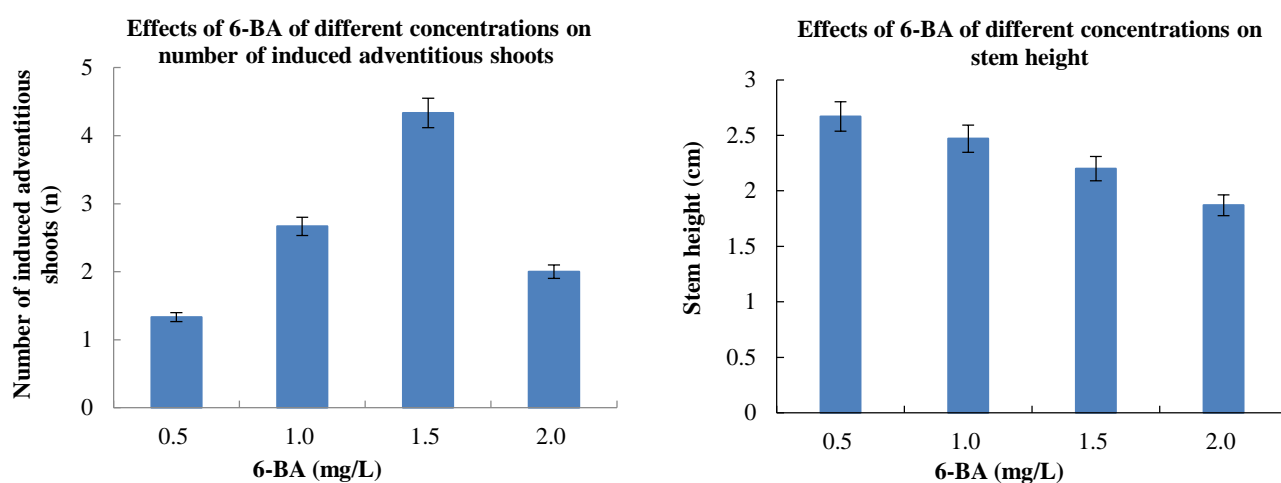 Effects of 6-BA of different concentrations on
number of induced adventitious shoots
5
4
3
2
1
0
Number of induced adventitious
shoots (n)
0.5 1.0 1.5 2.0
6-BA (mg/L)
Effects of 6-BA of different concentrations on
stem height
3
2.5
2
1.5
1
0.5
0
Stem height (cm)
0.5 1.0 1.5 2.0
6-BA (mg/L)